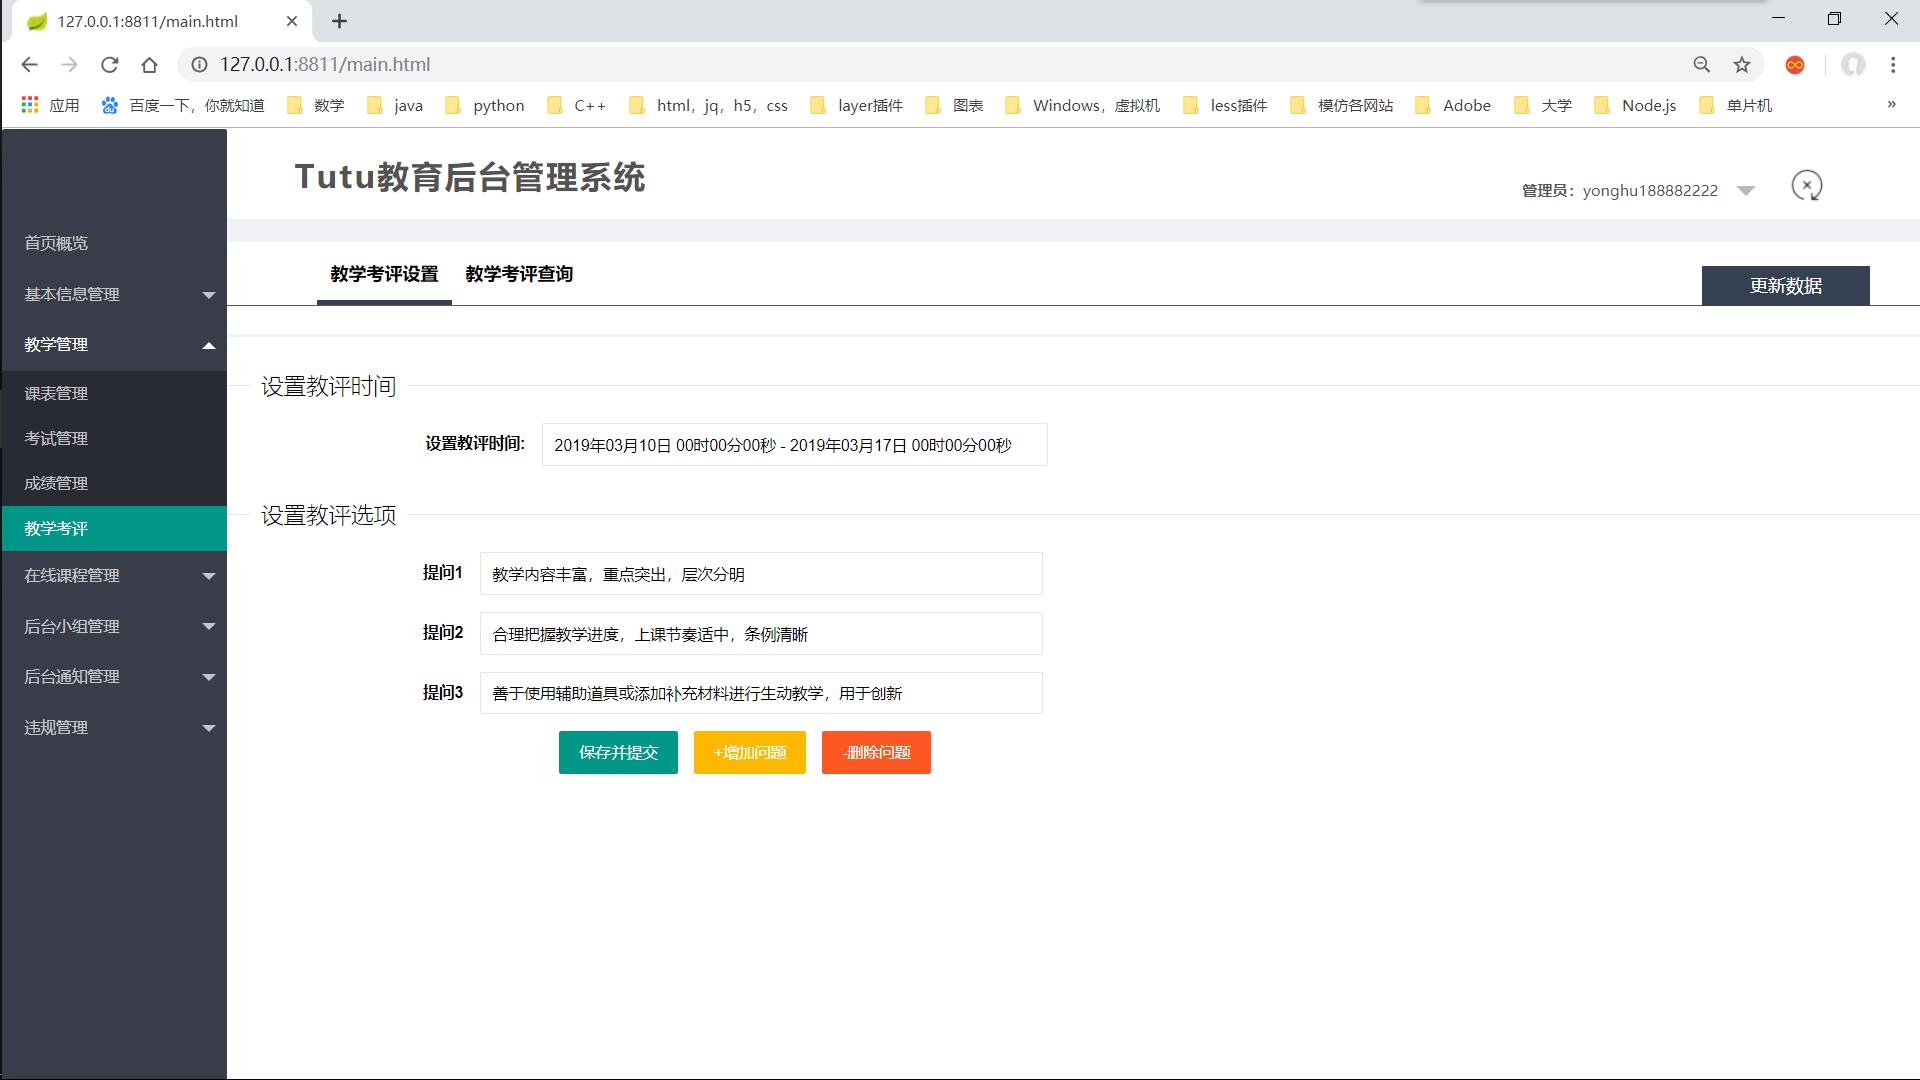 127.0.0.1:8811/main.html
127.0.0.1:8811/main.html
应用 百度一下，你就知道 数学 java python C++ html，jq，h5，css layer插件 图表 Windows，虚拟机 less插件 模仿各网站 Adobe 大学 Node.js 单片机 »
Tutu教育后台管理系统
管理员：yonghu188882222
首页概览
基本信息管理
教学管理
课表管理
考试管理
成绩管理
教学考评
在线课程管理
后台小组管理
后台通知管理
违规管理
教学考评设置 教学考评查询
更新数据
设置教评时间
设置教评时间: 2019年03月10日 00时00分00秒 - 2019年03月17日 00时00分00秒
设置教评选项
提问1 教学内容丰富，重点突出，层次分明
提问2 合理把握教学进度，上课节奏适中，条例清晰
提问3 善于使用辅助道具或添加补充材料进行生动教学，用于创新
保存并提交 +增加问题 -删除问题